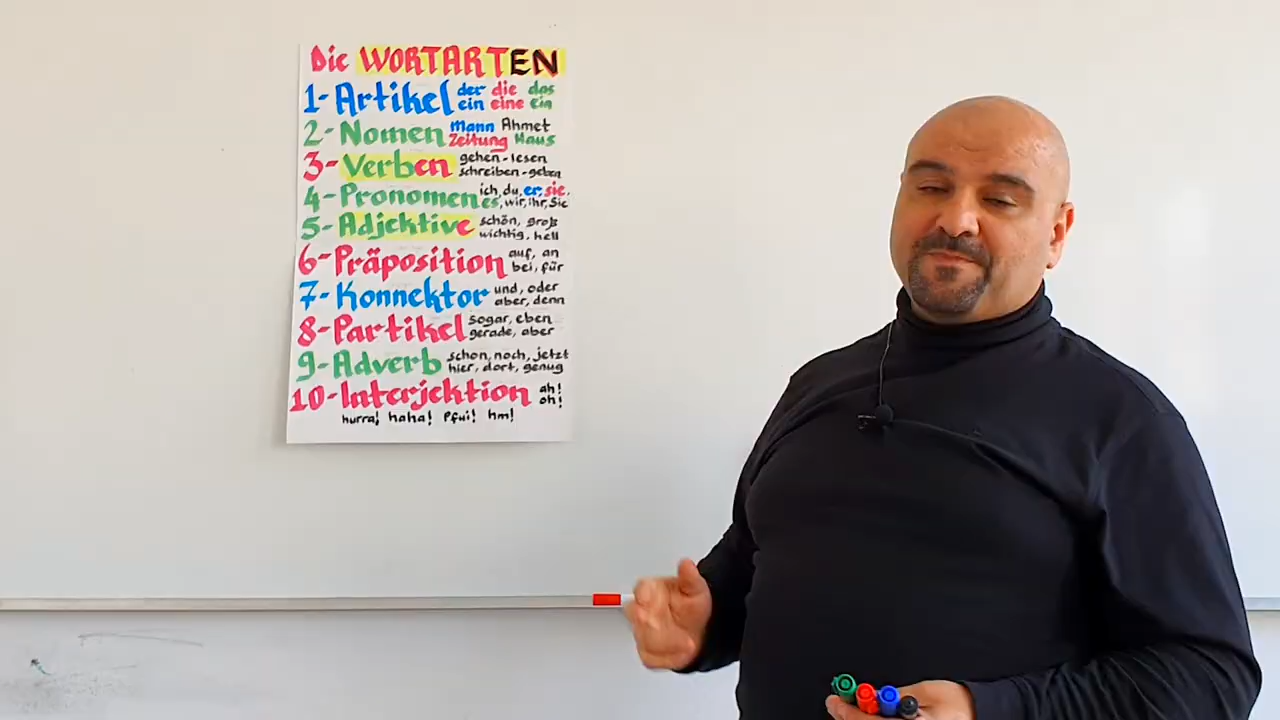 Die WORTARTEN
1-Artikel der die das
ein eine ein
2-Nomen Mann Ahmet
Zeitung Haus
3-Verben gehen-lesen
schreiben-geben
4-Pronomen ich, du, er, sie,
es, wir, ihr, Sie
5-Adjektive schön, groß
wichtig, hell
6-Präposition auf, an
bei, für
7-Konnektor und, oder
aber, denn
8-Partikel sogar, eben
gerade, aber
9-Adverb schon, noch, jetzt
hier, dort, genug
10-Interjektion ah!
oh!
hurra! haha! Pfui! hm!